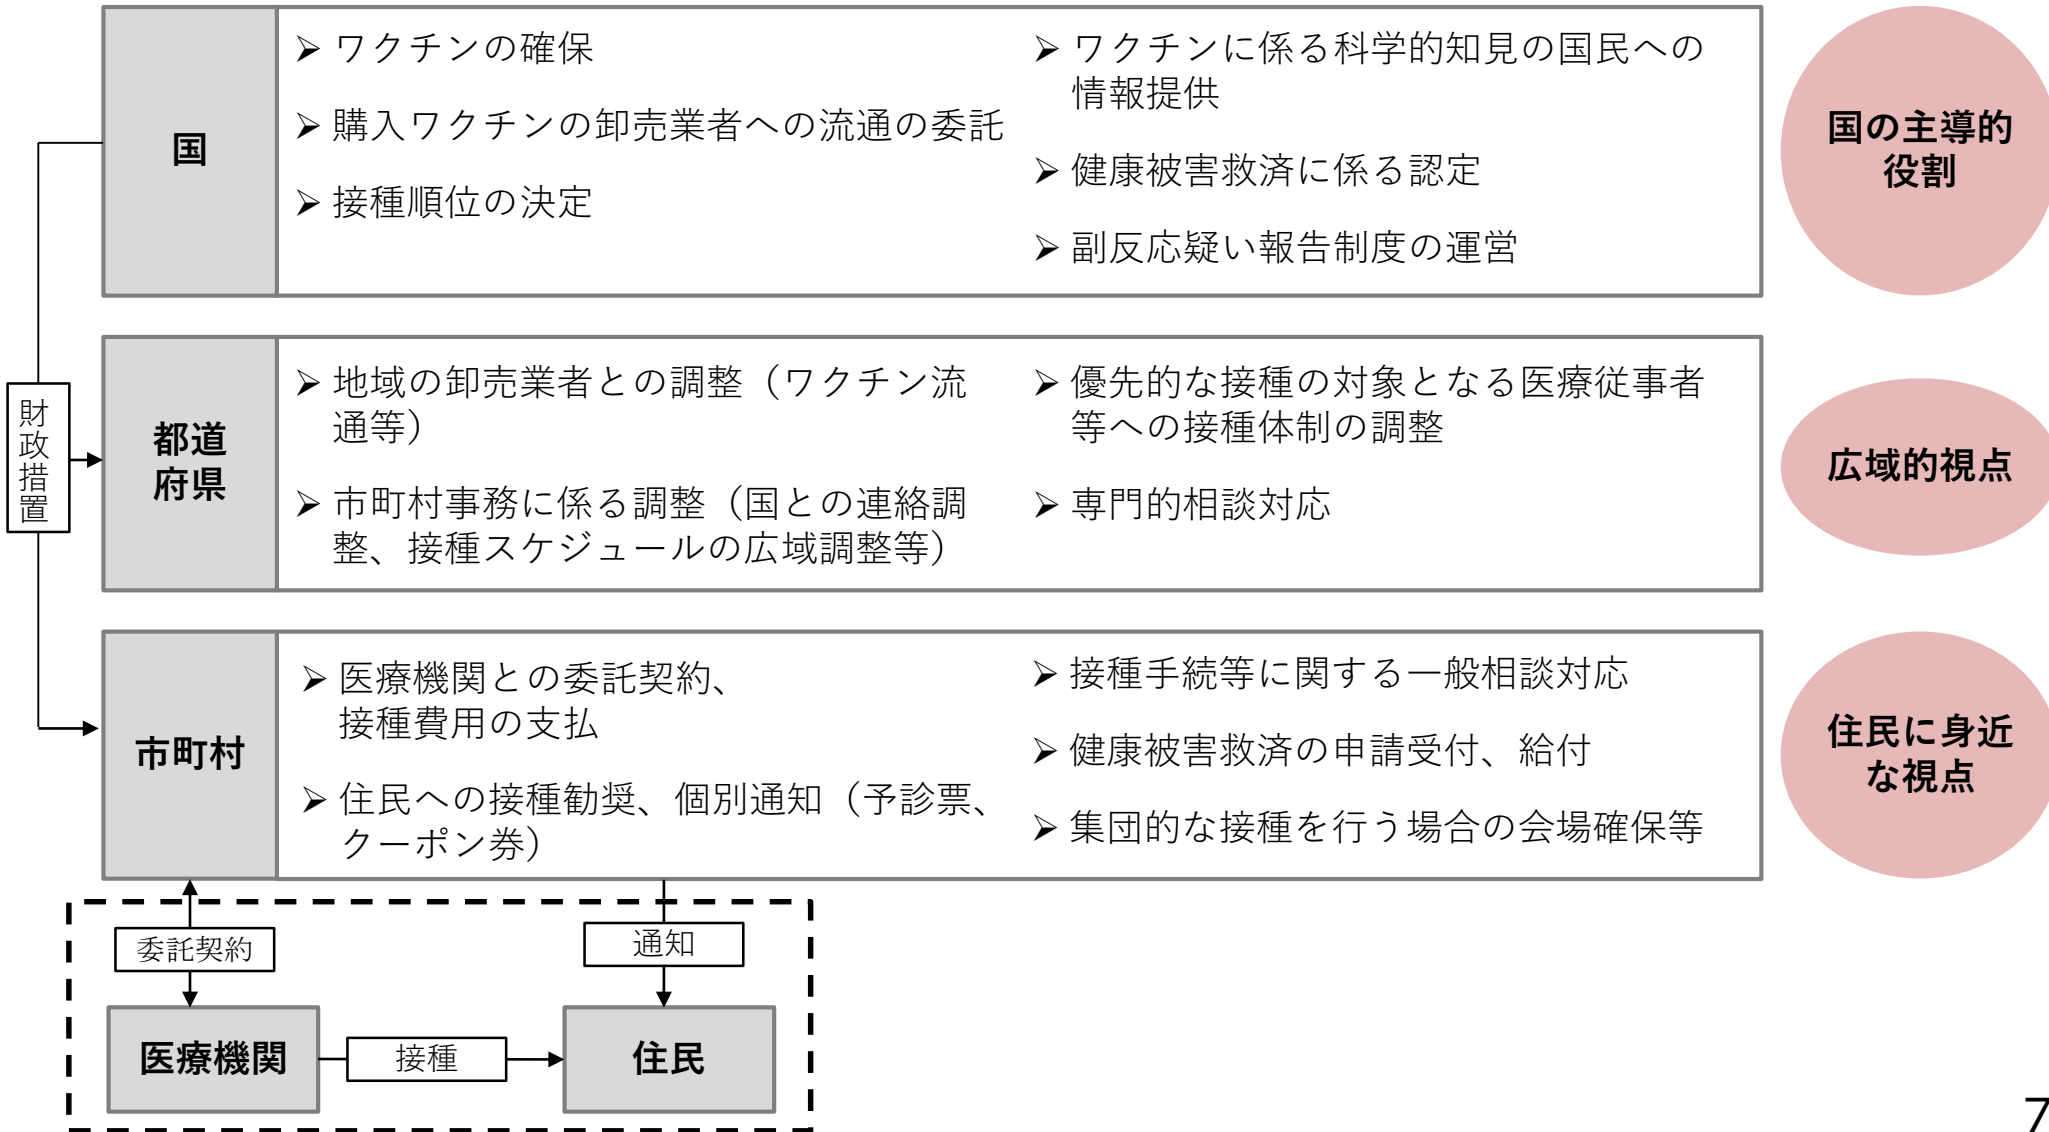 国
➢ ワクチンの確保
➢ 購入ワクチンの卸売業者への流通の委託
➢ 接種順位の決定
➢ ワクチンに係る科学的知見の国民への
情報提供
➢ 健康被害救済に係る認定
➢ 副反応疑い報告制度の運営
国の主導的
役割
財政措置
都道
府県
➢ 地域の卸売業者との調整（ワクチン流
通等）
➢ 市町村事務に係る調整（国との連絡調
整、接種スケジュールの広域調整等）
➢ 優先的な接種の対象となる医療従事者
等への接種体制の調整
➢ 専門的相談対応
広域的視点
市町村
➢ 医療機関との委託契約、
接種費用の支払
➢ 住民への接種勧奨、個別通知（予診票、
クーポン券）
➢ 接種手続等に関する一般相談対応
➢ 健康被害救済の申請受付、給付
➢ 集団的な接種を行う場合の会場確保等
住民に身近
な視点
委託契約
通知
医療機関
接種
住民
7